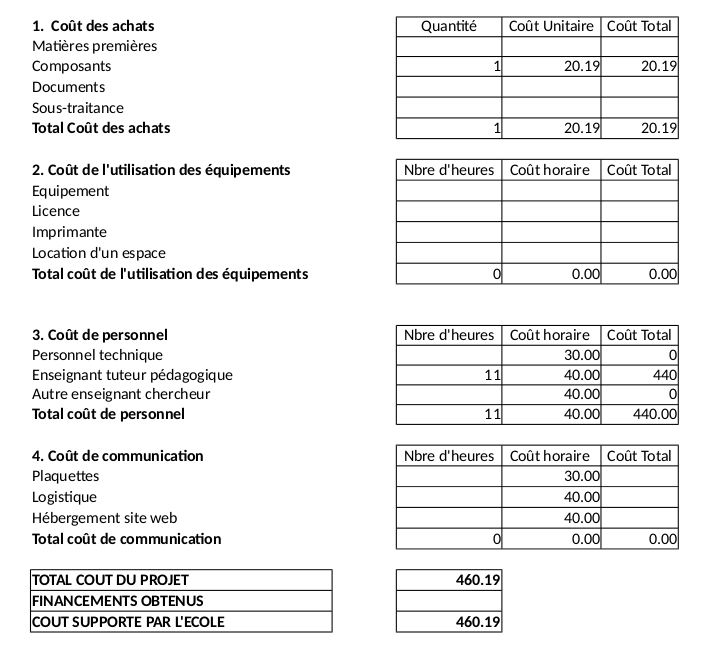 1. Coût des achats Quantité Coût Unitaire Coût Total
Matières premières
Composants 1 20.19 20.19
Documents
Sous-traitance
Total Coût des achats 1 20.19 20.19
2. Coût de l'utilisation des équipements Nbre d'heures Coût horaire Coût Total
Equipement
Licence
Imprimante
Location d'un espace
Total coût de l'utilisation des équipements 0 0.00 0.00
3. Coût de personnel Nbre d'heures Coût horaire Coût Total
Personnel technique 30.00 0
Enseignant tuteur pédagogique 11 40.00 440
Autre enseignant chercheur 40.00 0
Total coût de personnel 11 40.00 440.00
4. Coût de communication Nbre d'heures Coût horaire Coût Total
Plaquettes 30.00
Logistique 40.00
Hébergement site web 40.00
Total coût de communication 0 0.00 0.00
TOTAL COUT DU PROJET 460.19
FINANCEMENTS OBTENUS
COUT SUPPORTE PAR L'ECOLE 460.19